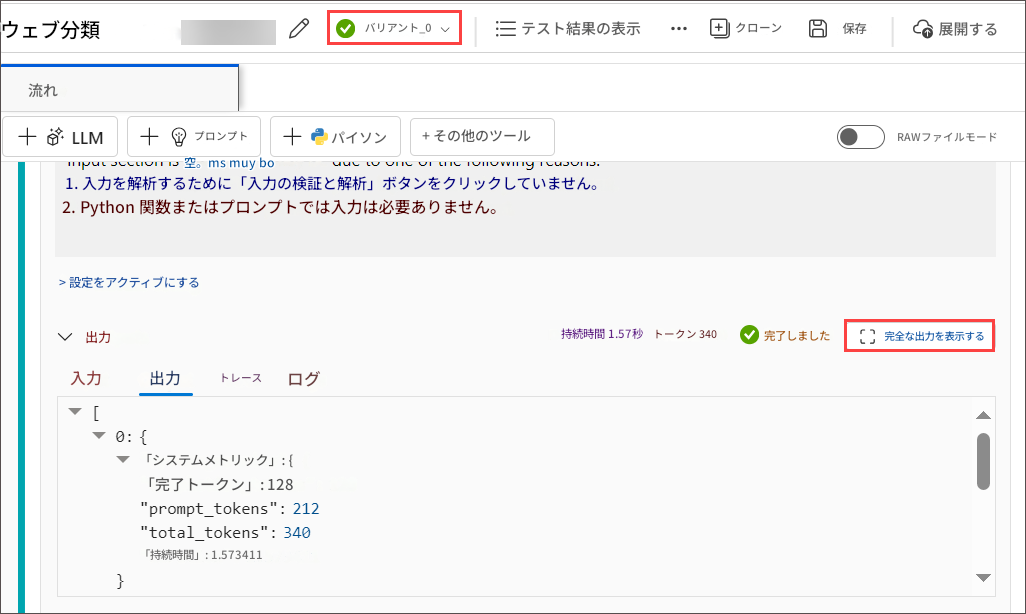 ウェブ分類
バリアント_0
テスト結果の表示
クローン
保存
展開する
流れ
LLM
プロンプト
パイソン
+ その他のツール
RAWファイルモード
Input section is 空。ms muy bo due to one of the following reasons:
1. 入力を解析するために「入力の検証と解析」ボタンをクリックしていません。
2. Python 関数またはプロンプトでは入力は必要ありません。
> 設定をアクティブにする
出力
持続時間 1.57秒
トークン 340
完了しました
完全な出力を表示する
入力
出力
トレース
ログ
[
0: {
「システムメトリック」: {
「完了トークン」:128
"prompt_tokens": 212
"total_tokens": 340
「持続時間」: 1.573411
}